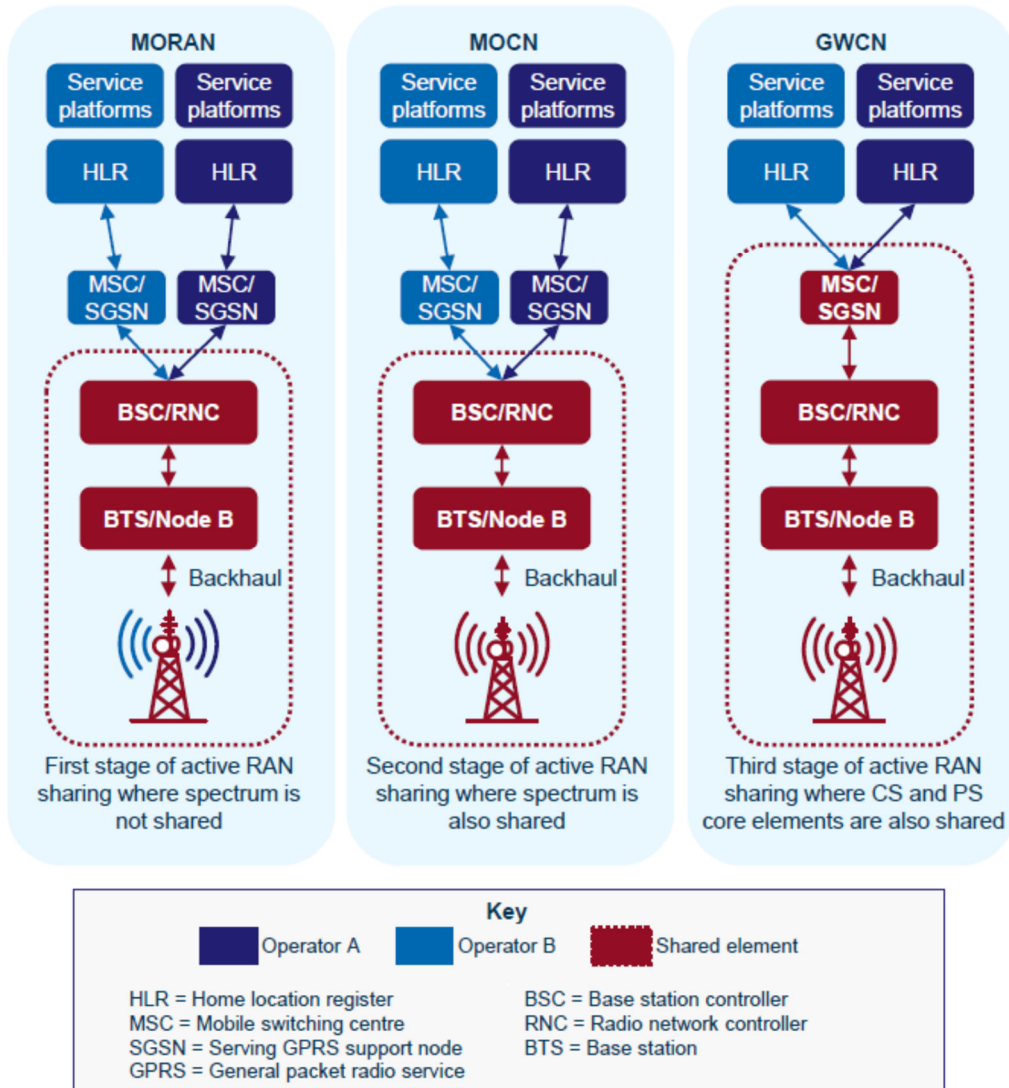 MORAN
Service
platforms
Service
platforms
HLR
HLR
MSC/
SGSN
MSC/
SGSN
BSC/RNC
BTS/Node B
Backhaul
First stage of active RAN
sharing where spectrum is
not shared
MOCN
Service
platforms
Service
platforms
HLR
HLR
MSC/
SGSN
MSC/
SGSN
BSC/RNC
BTS/Node B
Backhaul
Second stage of active RAN
sharing where spectrum is
also shared
GWCN
Service
platforms
Service
platforms
HLR
HLR
MSC/
SGSN
BSC/RNC
BTS/Node B
Backhaul
Third stage of active RAN
sharing where CS and PS
core elements are also shared
Key
Operator A
Operator B
Shared element
HLR = Home location register
MSC = Mobile switching centre
SGSN = Serving GPRS support node
GPRS = General packet radio service
BSC = Base station controller
RNC = Radio network controller
BTS = Base station